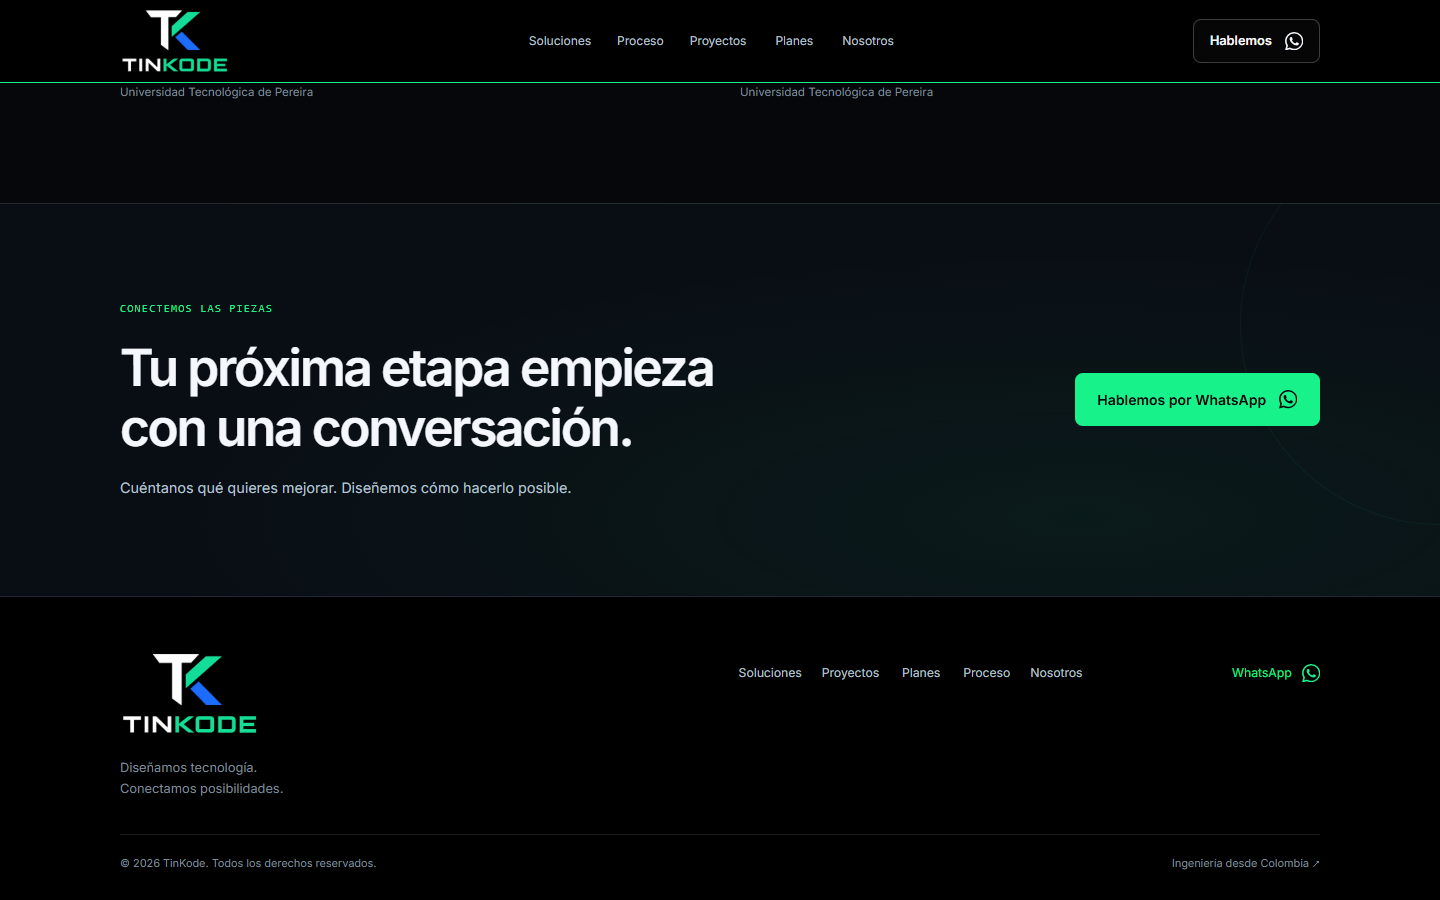 TINKODE
Soluciones Proceso Proyectos Planes Nosotros
Hablemos
Universidad Tecnológica de Pereira
Universidad Tecnológica de Pereira
CONECTEMOS LAS PIEZAS
Tu próxima etapa empieza
con una conversación.
Cuéntanos qué quieres mejorar. Diseñemos cómo hacerlo posible.
Hablemos por WhatsApp
TINKODE
Diseñamos tecnología.
Conectamos posibilidades.
Soluciones Proyectos Planes Proceso Nosotros
WhatsApp
© 2026 TinKode. Todos los derechos reservados.
Ingeniería desde Colombia ↗